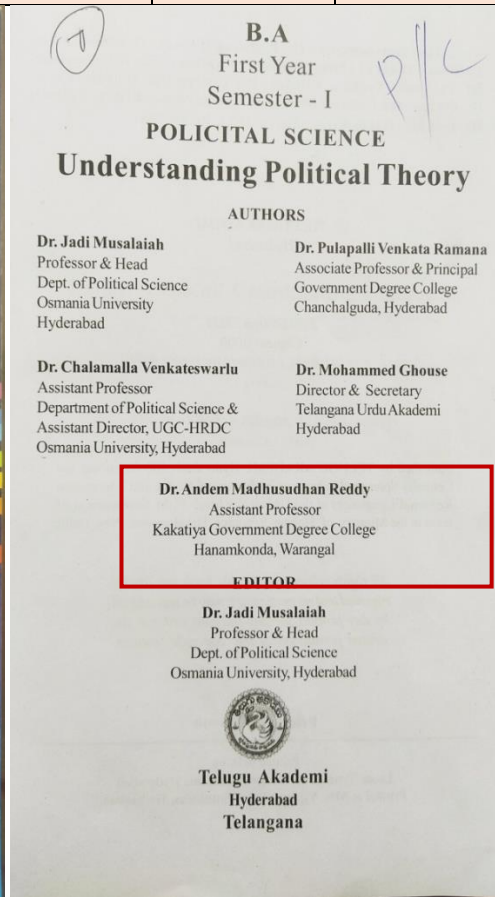 B.A
First Year
Semester - I
P//C
POLICITAL SCIENCE
Understanding Political Theory
AUTHORS
Dr. Jadi Musalaiah
Professor & Head
Dept. of Political Science
Osmania University
Hyderabad
Dr. Pulapalli Venkata Ramana
Associate Professor & Principal
Government Degree College
Chanchalguda, Hyderabad
Dr. Chalamalla Venkateswarlu
Assistant Professor
Department of Political Science &
Assistant Director, UGC-HRDC
Osmania University, Hyderabad
Dr. Mohammed Ghouse
Director & Secretary
Telangana Urdu Akademi
Hyderabad
Dr. Andem Madhusudhan Reddy
Assistant Professor
Kakatiya Government Degree College
Hanamkonda, Warangal
EDITOR
Dr. Jadi Musalaiah
Professor & Head
Dept. of Political Science
Osmania University, Hyderabad
Telugu Akademi
Hyderabad
Telangana